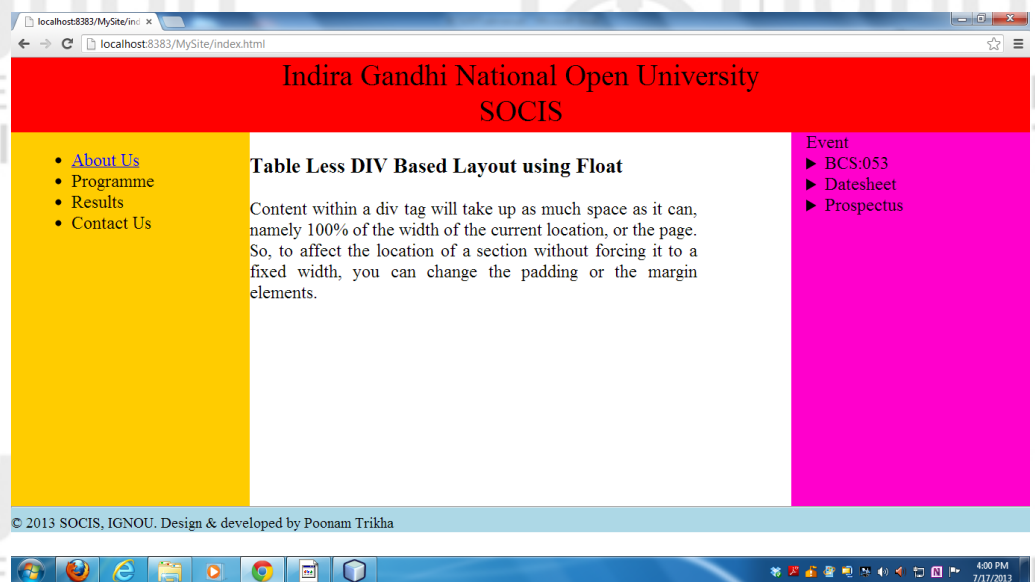 localhost:8383/MySite/ind
localhost:8383/MySite/index.html
Indira Gandhi National Open University
SOCIS
About Us
Programme
Results
Contact Us
Table Less DIV Based Layout using Float
Content within a div tag will take up as much space as it can,
namely 100% of the width of the current location, or the page.
So, to affect the location of a section without forcing it to a
fixed width, you can change the padding or the margin
elements.
Event
BCS:053
Datesheet
Prospectus
© 2013 SOCIS, IGNOU. Design & developed by Poonam Trikha
4:00 PM
7/17/2013